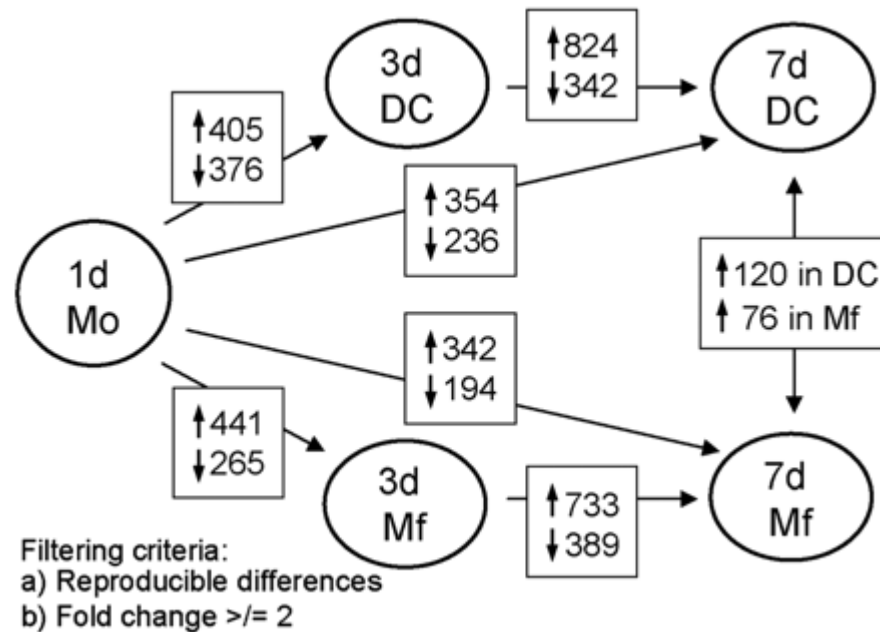 3d
DC
↑824
↓342
7d
DC
↑405
↓376
↑354
↓236
1d
Mo
↑120 in DC
↑ 76 in Mf
↑342
↓194
↑441
↓265
3d
Mf
↑733
↓389
7d
Mf
Filtering criteria:
a) Reproducible differences
b) Fold change >/= 2